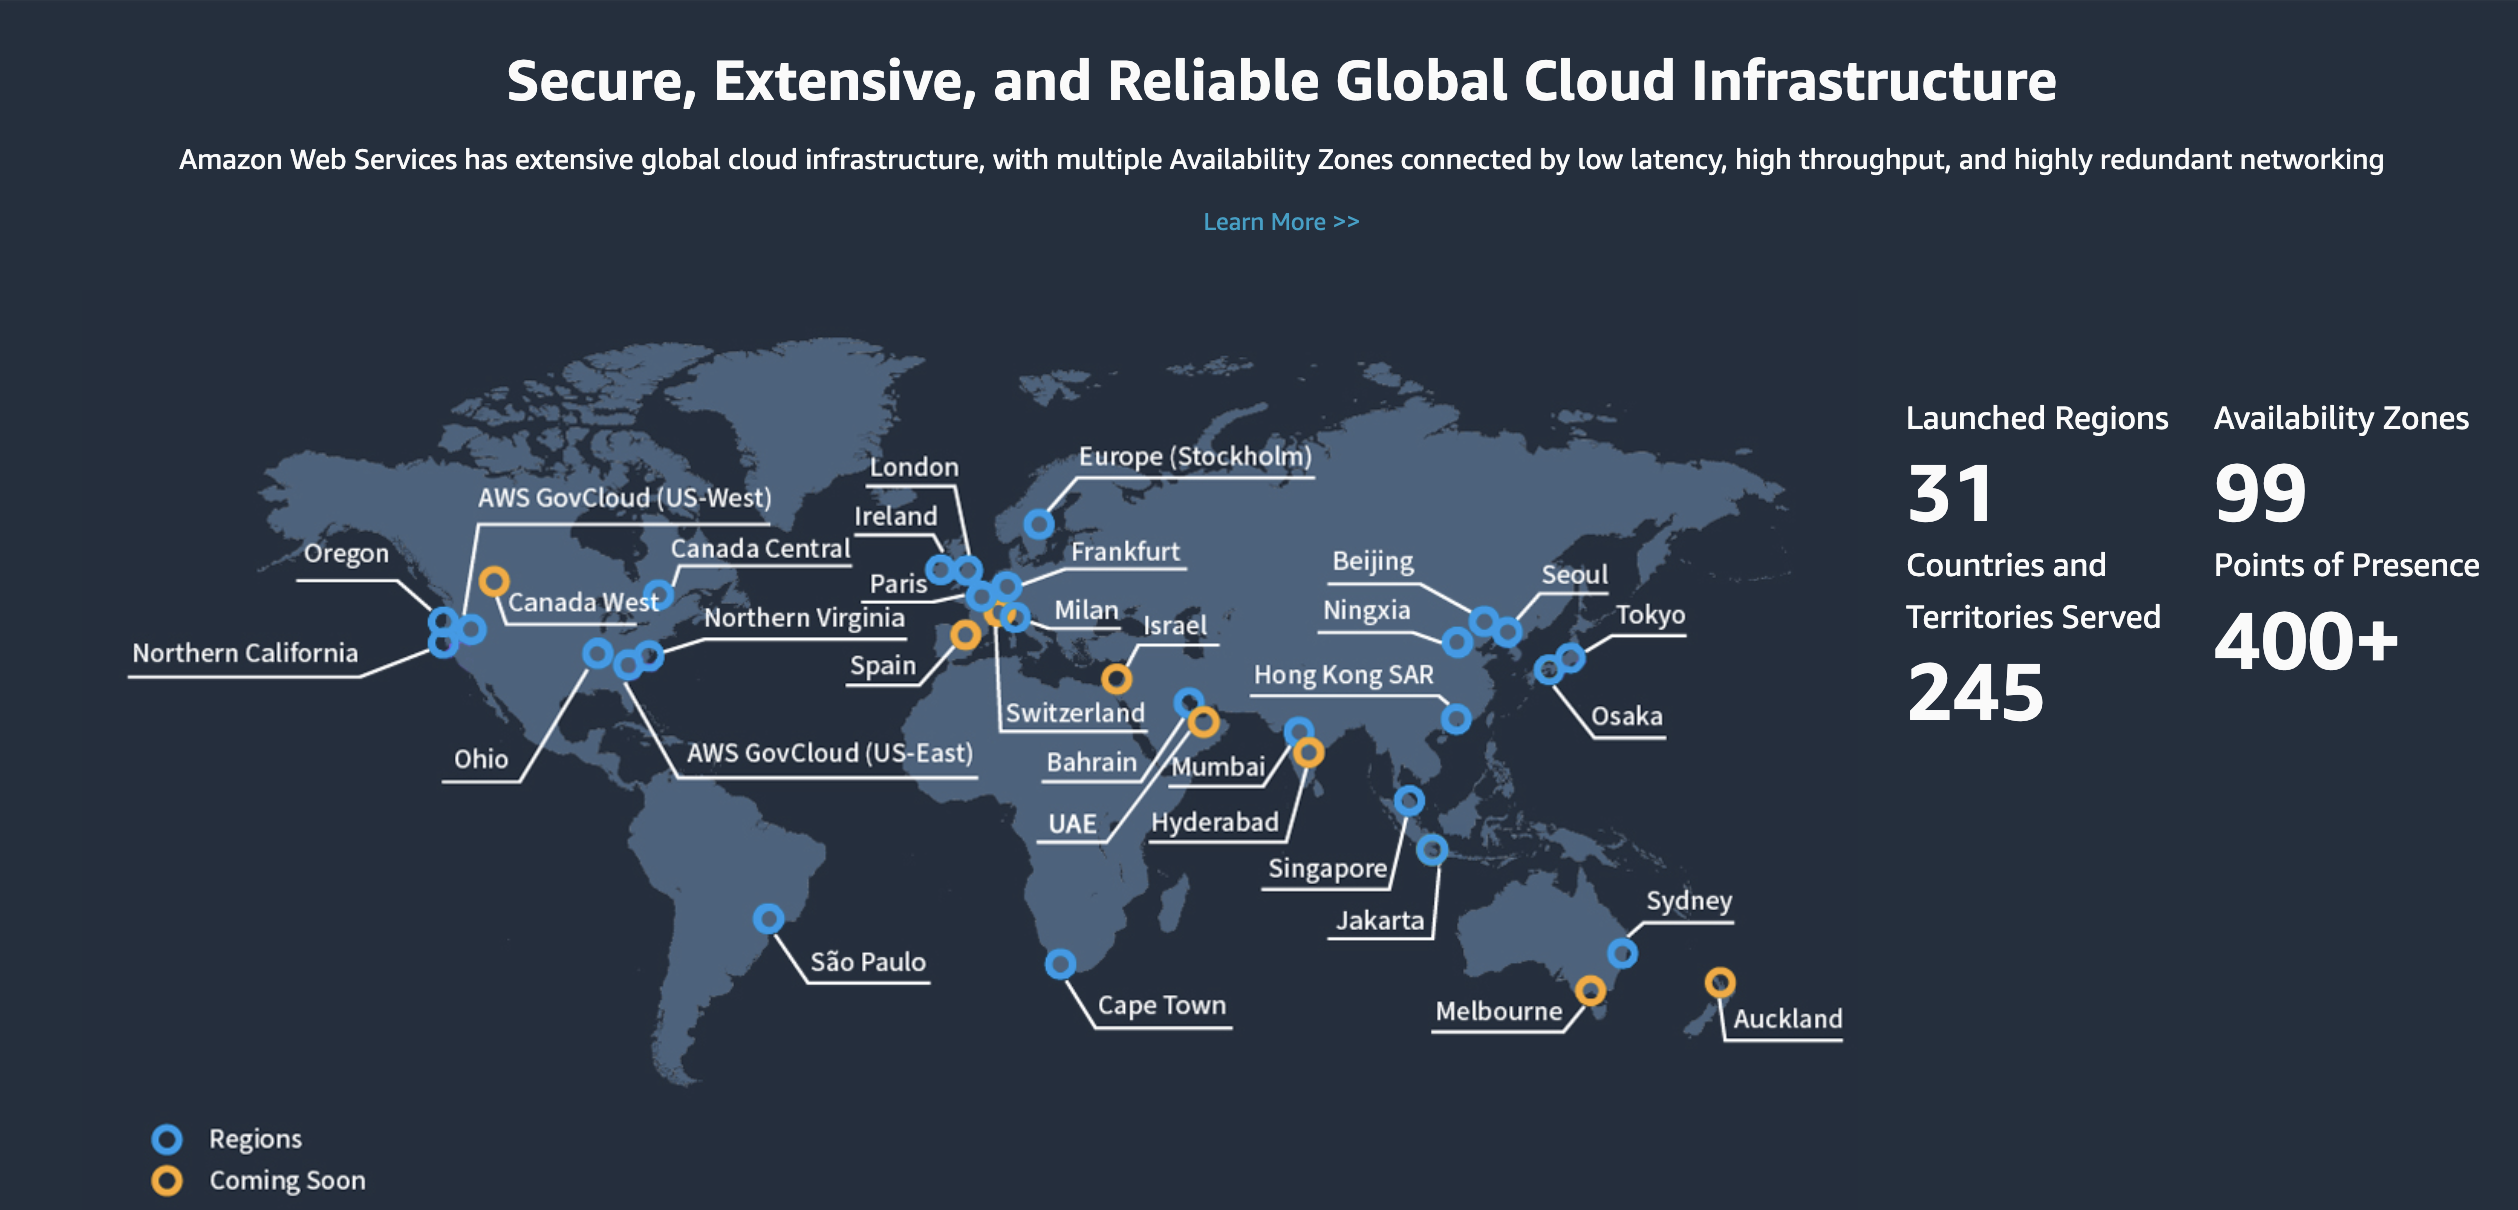 Secure, Extensive, and Reliable Global Cloud Infrastructure
Amazon Web Services has extensive global cloud infrastructure, with multiple Availability Zones connected by low latency, high throughput, and highly redundant networking
Learn More >>
Launched Regions
31
Availability Zones
99
Countries and
Territories Served
245
Points of Presence
400+
Europe (Stockholm)
London
AWS GovCloud (US-West)
Ireland
Oregon
Canada Central
Frankfurt
Beijing
Seoul
Paris
Canada West
Northern Virginia
Milan
Ningxia
Tokyo
Israel
Northern California
Spain
Hong Kong SAR
Switzerland
Osaka
Ohio
AWS GovCloud (US-East)
Bahrain
Mumbai
UAE
Hyderabad
Singapore
Jakarta
Sydney
São Paulo
Cape Town
Melbourne
Auckland
Regions
Coming Soon